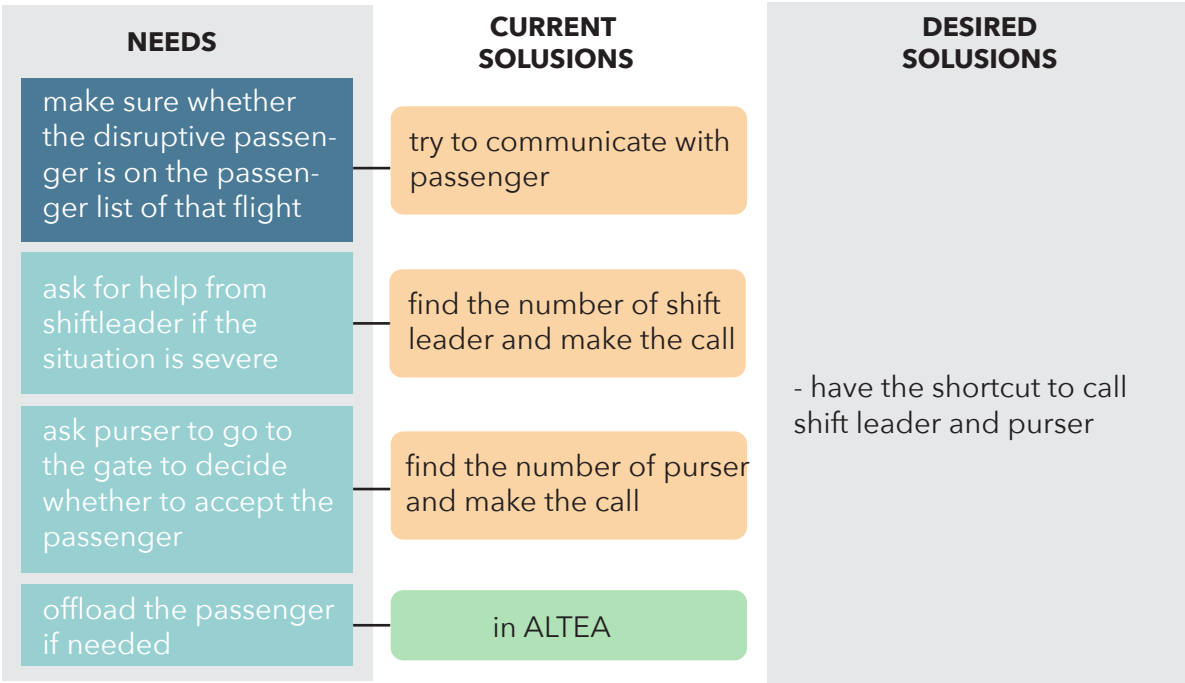 NEEDS
CURRENT
SOLUSIONS
DESIRED
SOLUSIONS
make sure whether
the disruptive passen-
ger is on the passen-
ger list of that flight
try to communicate with
passenger
ask for help from
shiftleader if the
situation is severe
find the number of shift
leader and make the call
- have the shortcut to call
shift leader and purser
ask purser to go to
the gate to decide
whether to accept the
passenger
find the number of purser
and make the call
offload the passenger
if needed
in ALTEA